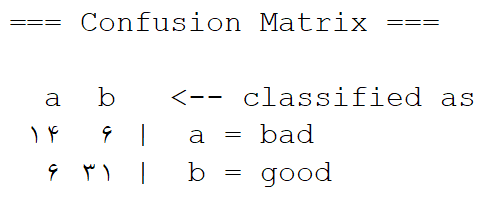 === Confusion Matrix ===
a b <-- classified as
۱۴ ۶ | a = bad
۶ ۳۱ | b = good